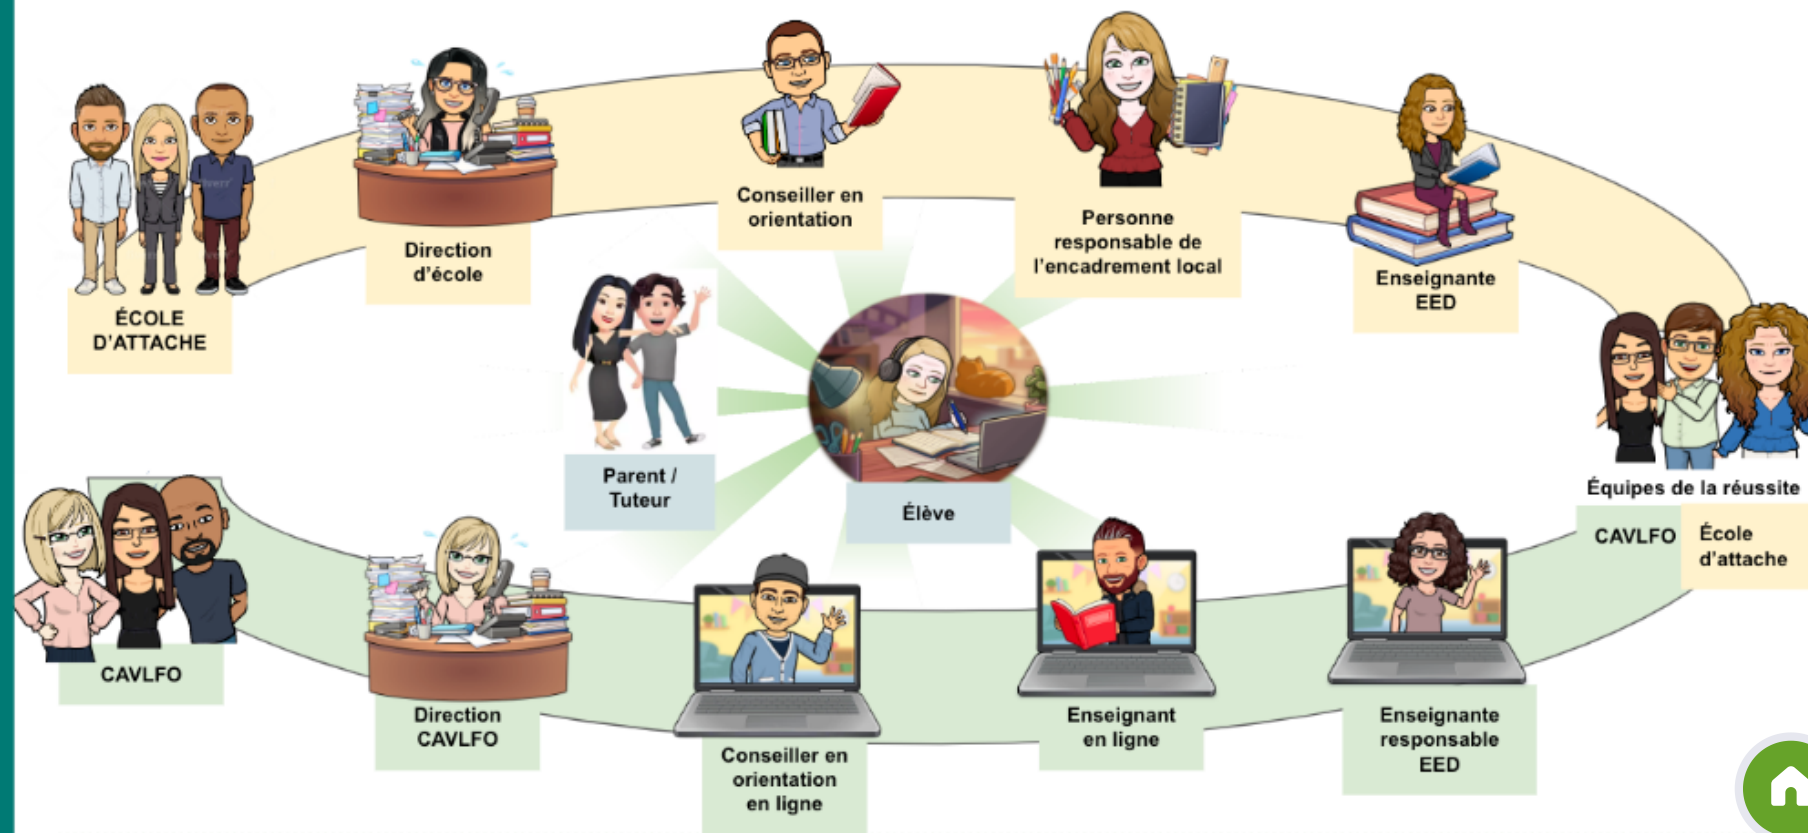 ÉCOLE
D'ATTACHE
Direction
d'école
Conseiller en
orientation
Personne
responsable de
l'encadrement local
Enseignante
EED
Parent /
Tuteur
Élève
Équipes de la réussite
CAVLFO
École
d'attache
CAVLFO
Direction
CAVLFO
Conseiller en
orientation
en ligne
Enseignant
en ligne
Enseignante
responsable
EED